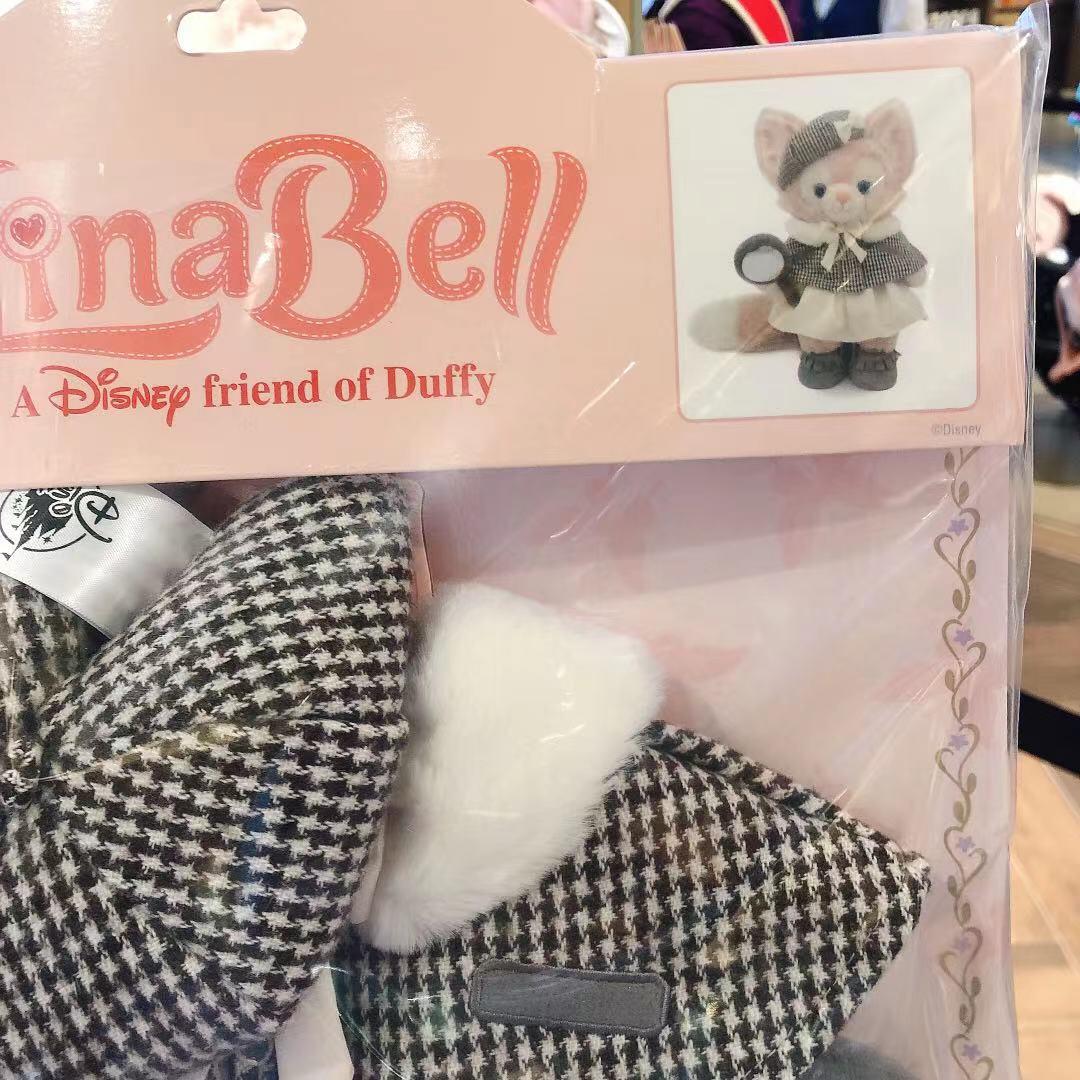 inaBell
A Disney friend of Duffy
©Disney